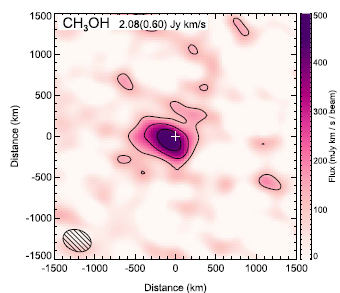 CH3OH 2.08(0.60) Jy km/s
1500
1000
500
0
-500
-1000
-1500
-1500 -1000 -500 0 500 1000 1500
Distance (km)
Distance (km)
500
400
300
200
100
0
Flux (mJy km / s / beam)